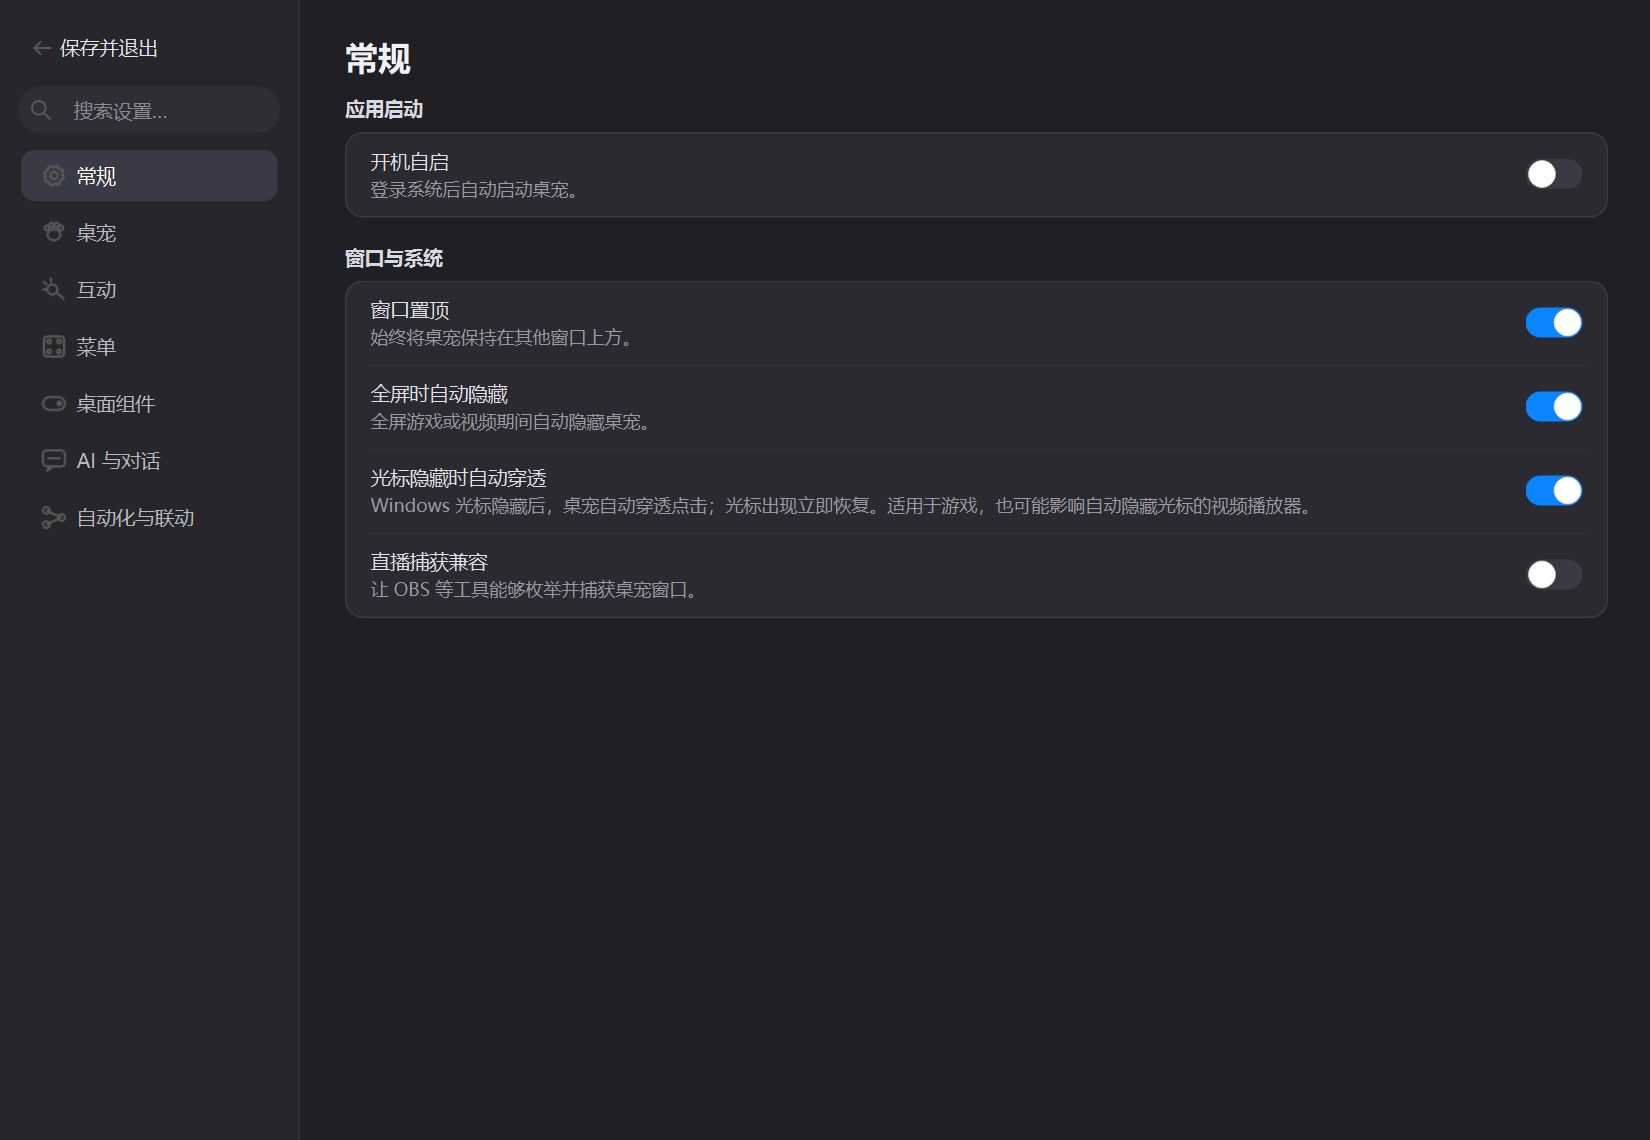 保存并退出
搜索设置...
常规
桌宠
互动
菜单
桌面组件
AI 与对话
自动化与联动
常规
应用启动
开机自启
登录系统后自动启动桌宠。
窗口与系统
窗口置顶
始终将桌宠保持在其他窗口上方。
全屏时自动隐藏
全屏游戏或视频期间自动隐藏桌宠。
光标隐藏时自动穿透
Windows 光标隐藏后，桌宠自动穿透点击；光标出现立即恢复。适用于游戏，也可能影响自动隐藏光标的视频播放器。
直播捕获兼容
让 OBS 等工具能够枚举并捕获桌宠窗口。